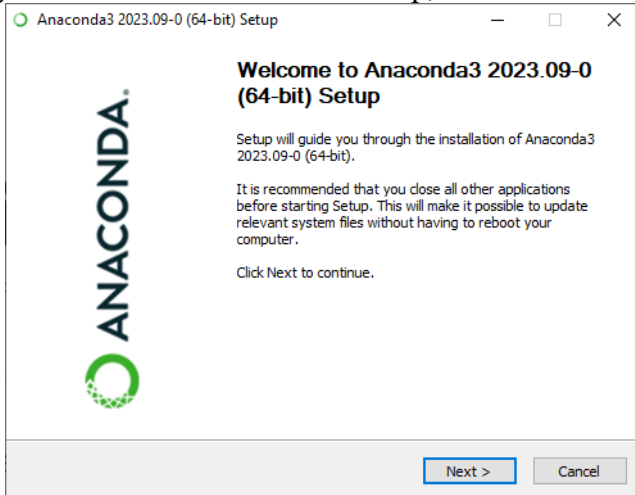 Anaconda3 2023.09-0 (64-bit) Setup
ANACONDA.
Welcome to Anaconda3 2023.09-0
(64-bit) Setup
Setup will guide you through the installation of Anaconda3
2023.09-0 (64-bit).
It is recommended that you close all other applications
before starting Setup. This will make it possible to update
relevant system files without having to reboot your
computer.
Click Next to continue.
Next >
Cancel